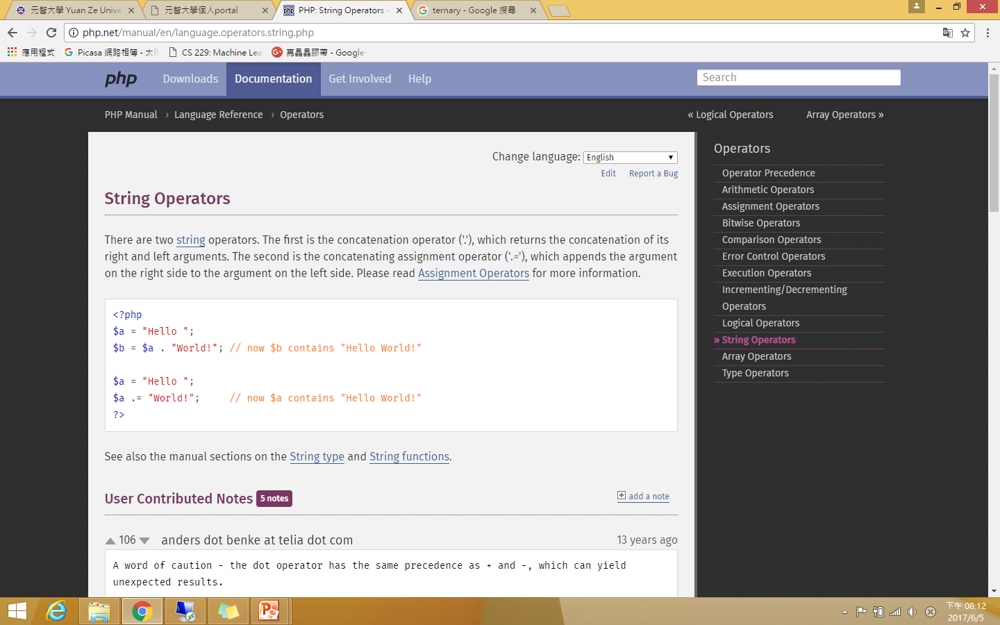 元智大學 Yuan Ze Unive
元智大學個人portal
PHP: String Operators -
ternary - Google 搜尋
php.net/manual/en/language.operators.string.php
應用程式
Picasa 網路相簿 - 太
CS 229: Machine Lea
亮晶晶膠帶 - Google
php
Downloads
Documentation
Get Involved
Help
Search
PHP Manual › Language Reference › Operators
« Logical Operators
Array Operators »
Change language: English
Edit
Report a Bug
String Operators
There are two string operators. The first is the concatenation operator ('.'), which returns the concatenation of its
right and left arguments. The second is the concatenating assignment operator ('.='), which appends the argument
on the right side to the argument on the left side. Please read Assignment Operators for more information.
<?php
$a = "Hello ";
$b = $a . "World!"; // now $b contains "Hello World!"
$a = "Hello ";
$a .= "World!";     // now $a contains "Hello World!"
?>
See also the manual sections on the String type and String functions.
User Contributed Notes 5 notes
add a note
106 anders dot benke at telia dot com
13 years ago
A word of caution - the dot operator has the same precedence as + and -, which can yield
unexpected results.
Operators
Operator Precedence
Arithmetic Operators
Assignment Operators
Bitwise Operators
Comparison Operators
Error Control Operators
Execution Operators
Incrementing/Decrementing
Operators
Logical Operators
» String Operators
Array Operators
Type Operators
下午 08:12
2017/6/5